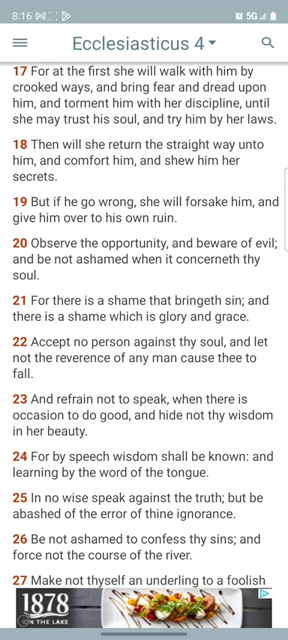 8:16
5G
Ecclesiasticus 4
17 For at the first she will walk with him by
crooked ways, and bring fear and dread upon
him, and torment him with her discipline, until
she may trust his soul, and try him by her laws.
18 Then will she return the straight way unto
him, and comfort him, and shew him her
secrets.
19 But if he go wrong, she will forsake him, and
give him over to his own ruin.
20 Observe the opportunity, and beware of evil;
and be not ashamed when it concerneth thy
soul.
21 For there is a shame that bringeth sin; and
there is a shame which is glory and grace.
22 Accept no person against thy soul, and let
not the reverence of any man cause thee to
fall.
23 And refrain not to speak, when there is
occasion to do good, and hide not thy wisdom
in her beauty.
24 For by speech wisdom shall be known: and
learning by the word of the tongue.
25 In no wise speak against the truth; but be
abashed of the error of thine ignorance.
26 Be not ashamed to confess thy sins; and
force not the course of the river.
27 Make not thyself an underling to a foolish
1878
ON THE LAKE